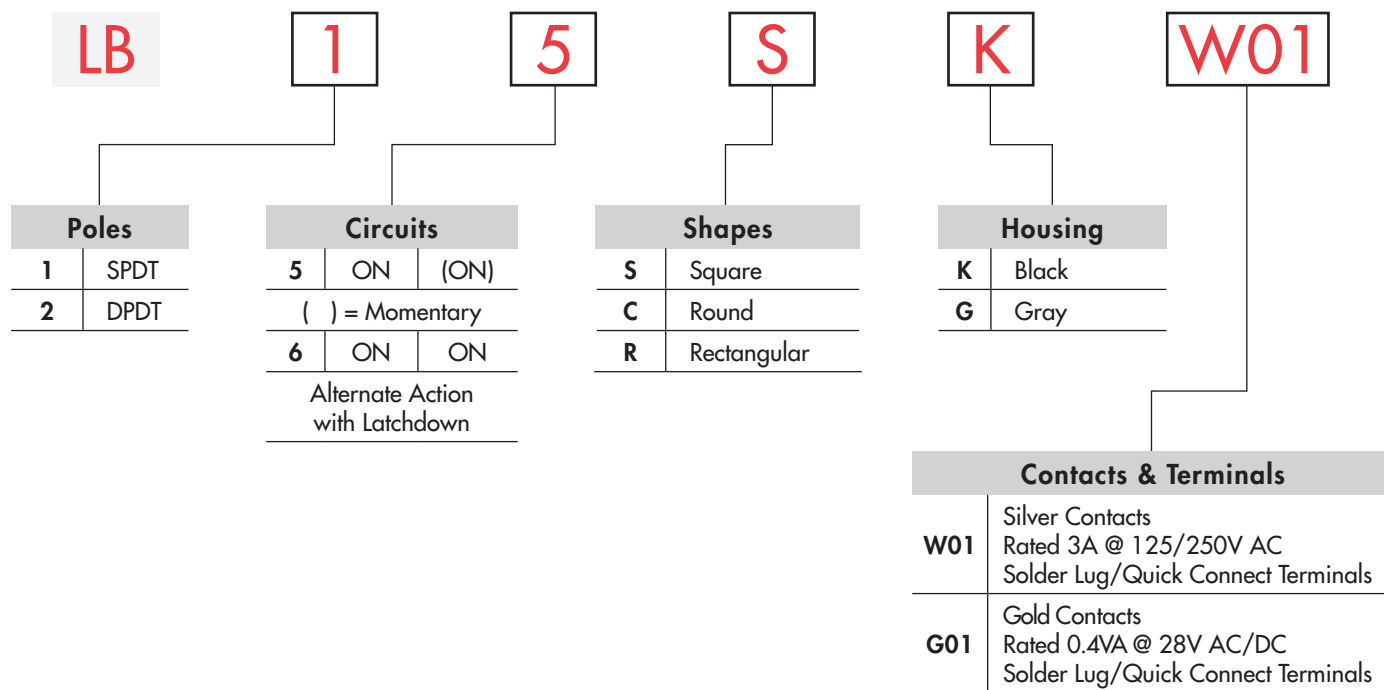 LB 1 5 S K W01
Poles
1 SPDT
2 DPDT
Circuits
5 ON (ON)
( ) = Momentary
6 ON ON
Alternate Action
with Latchdown
Shapes
S Square
C Round
R Rectangular
Housing
K Black
G Gray
Contacts & Terminals
Silver Contacts
W01 Rated 3A @ 125/250V AC
Solder Lug/Quick Connect Terminals
Gold Contacts
G01 Rated 0.4VA @ 28V AC/DC
Solder Lug/Quick Connect Terminals